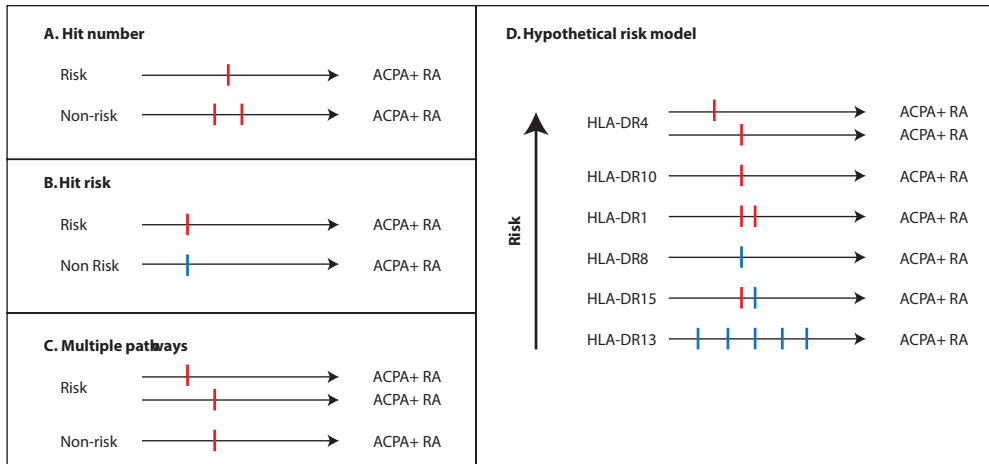 A. Hit number
Risk ACPA+ RA
Non-risk ACPA+ RA
B. Hit risk
Risk ACPA+ RA
Non Risk ACPA+ RA
C. Multiple pathways
Risk ACPA+ RA
ACPA+ RA
Non-risk ACPA+ RA
D. Hypothetical risk model
Risk
HLA-DR4 ACPA+ RA
ACPA+ RA
HLA-DR10 ACPA+ RA
HLA-DR1 ACPA+ RA
HLA-DR8 ACPA+ RA
HLA-DR15 ACPA+ RA
HLA-DR13 ACPA+ RA